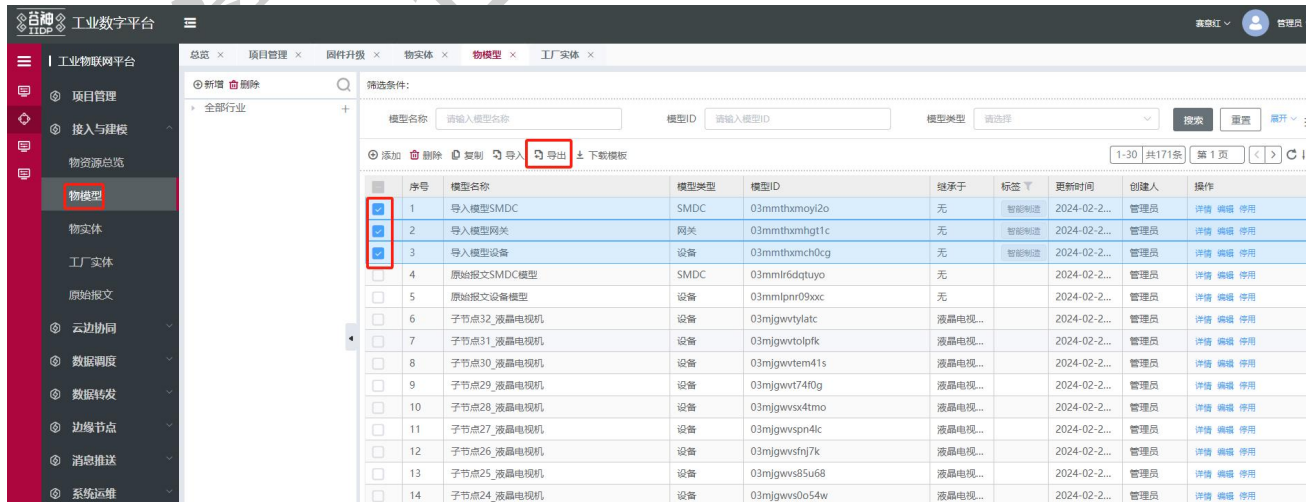 谷神 IIDP 工业数字平台 赛意红 管理员
工业物联网平台 总览 × 项目管理 × 固件升级 × 物实体 × 物模型 × 工厂实体 ×
项目管理
接入与建模
物资源总览
物模型
物实体
工厂实体
原始报文
云边协同
数据调度
数据转发
边缘节点
消息推送
系统运维
新增 删除
全部行业 +
筛选条件:
模型名称 请输入模型名称 模型ID 请输入模型ID 模型类型 请选择 搜索 重置 展开
添加 删除 复制 导入 导出 下载模板 1-30 共171条 第 1 页 < >
序号 模型名称 模型类型 模型ID 继承于 标签 更新时间 创建人 操作
1 导入模型SMDC SMDC 03mmthxmoyi2o 无 智能制造 2024-02-2... 管理员 详情 编辑 停用
2 导入模型网关 网关 03mmthxmhgt1c 无 智能制造 2024-02-2... 管理员 详情 编辑 停用
3 导入模型设备 设备 03mmthxmch0cg 无 智能制造 2024-02-2... 管理员 详情 编辑 停用
4 原始报文SMDC模型 SMDC 03mmlr6dqtuyo 无 2024-02-2... 管理员 详情 编辑 停用
5 原始报文设备模型 设备 03mmlpnr09xxc 无 2024-02-2... 管理员 详情 编辑 停用
6 子节点32_液晶电视机 设备 03mjgwvtylatc 液晶电视... 2024-02-2... 管理员 详情 编辑 停用
7 子节点31_液晶电视机 设备 03mjgwvtolpfk 液晶电视... 2024-02-2... 管理员 详情 编辑 停用
8 子节点30_液晶电视机 设备 03mjgwvtem41s 液晶电视... 2024-02-2... 管理员 详情 编辑 停用
9 子节点29_液晶电视机 设备 03mjgwvt74f0g 液晶电视... 2024-02-2... 管理员 详情 编辑 停用
10 子节点28_液晶电视机 设备 03mjgwvsx4tmo 液晶电视... 2024-02-2... 管理员 详情 编辑 停用
11 子节点27_液晶电视机 设备 03mjgwvspn4lc 液晶电视... 2024-02-2... 管理员 详情 编辑 停用
12 子节点26_液晶电视机 设备 03mjgwvsfnj7k 液晶电视... 2024-02-2... 管理员 详情 编辑 停用
13 子节点25_液晶电视机 设备 03mjgwvs85u68 液晶电视... 2024-02-2... 管理员 详情 编辑 停用
14 子节点24_液晶电视机 设备 03mjgwvs0o54w 液晶电视... 2024-02-2... 管理员 详情 编辑 停用